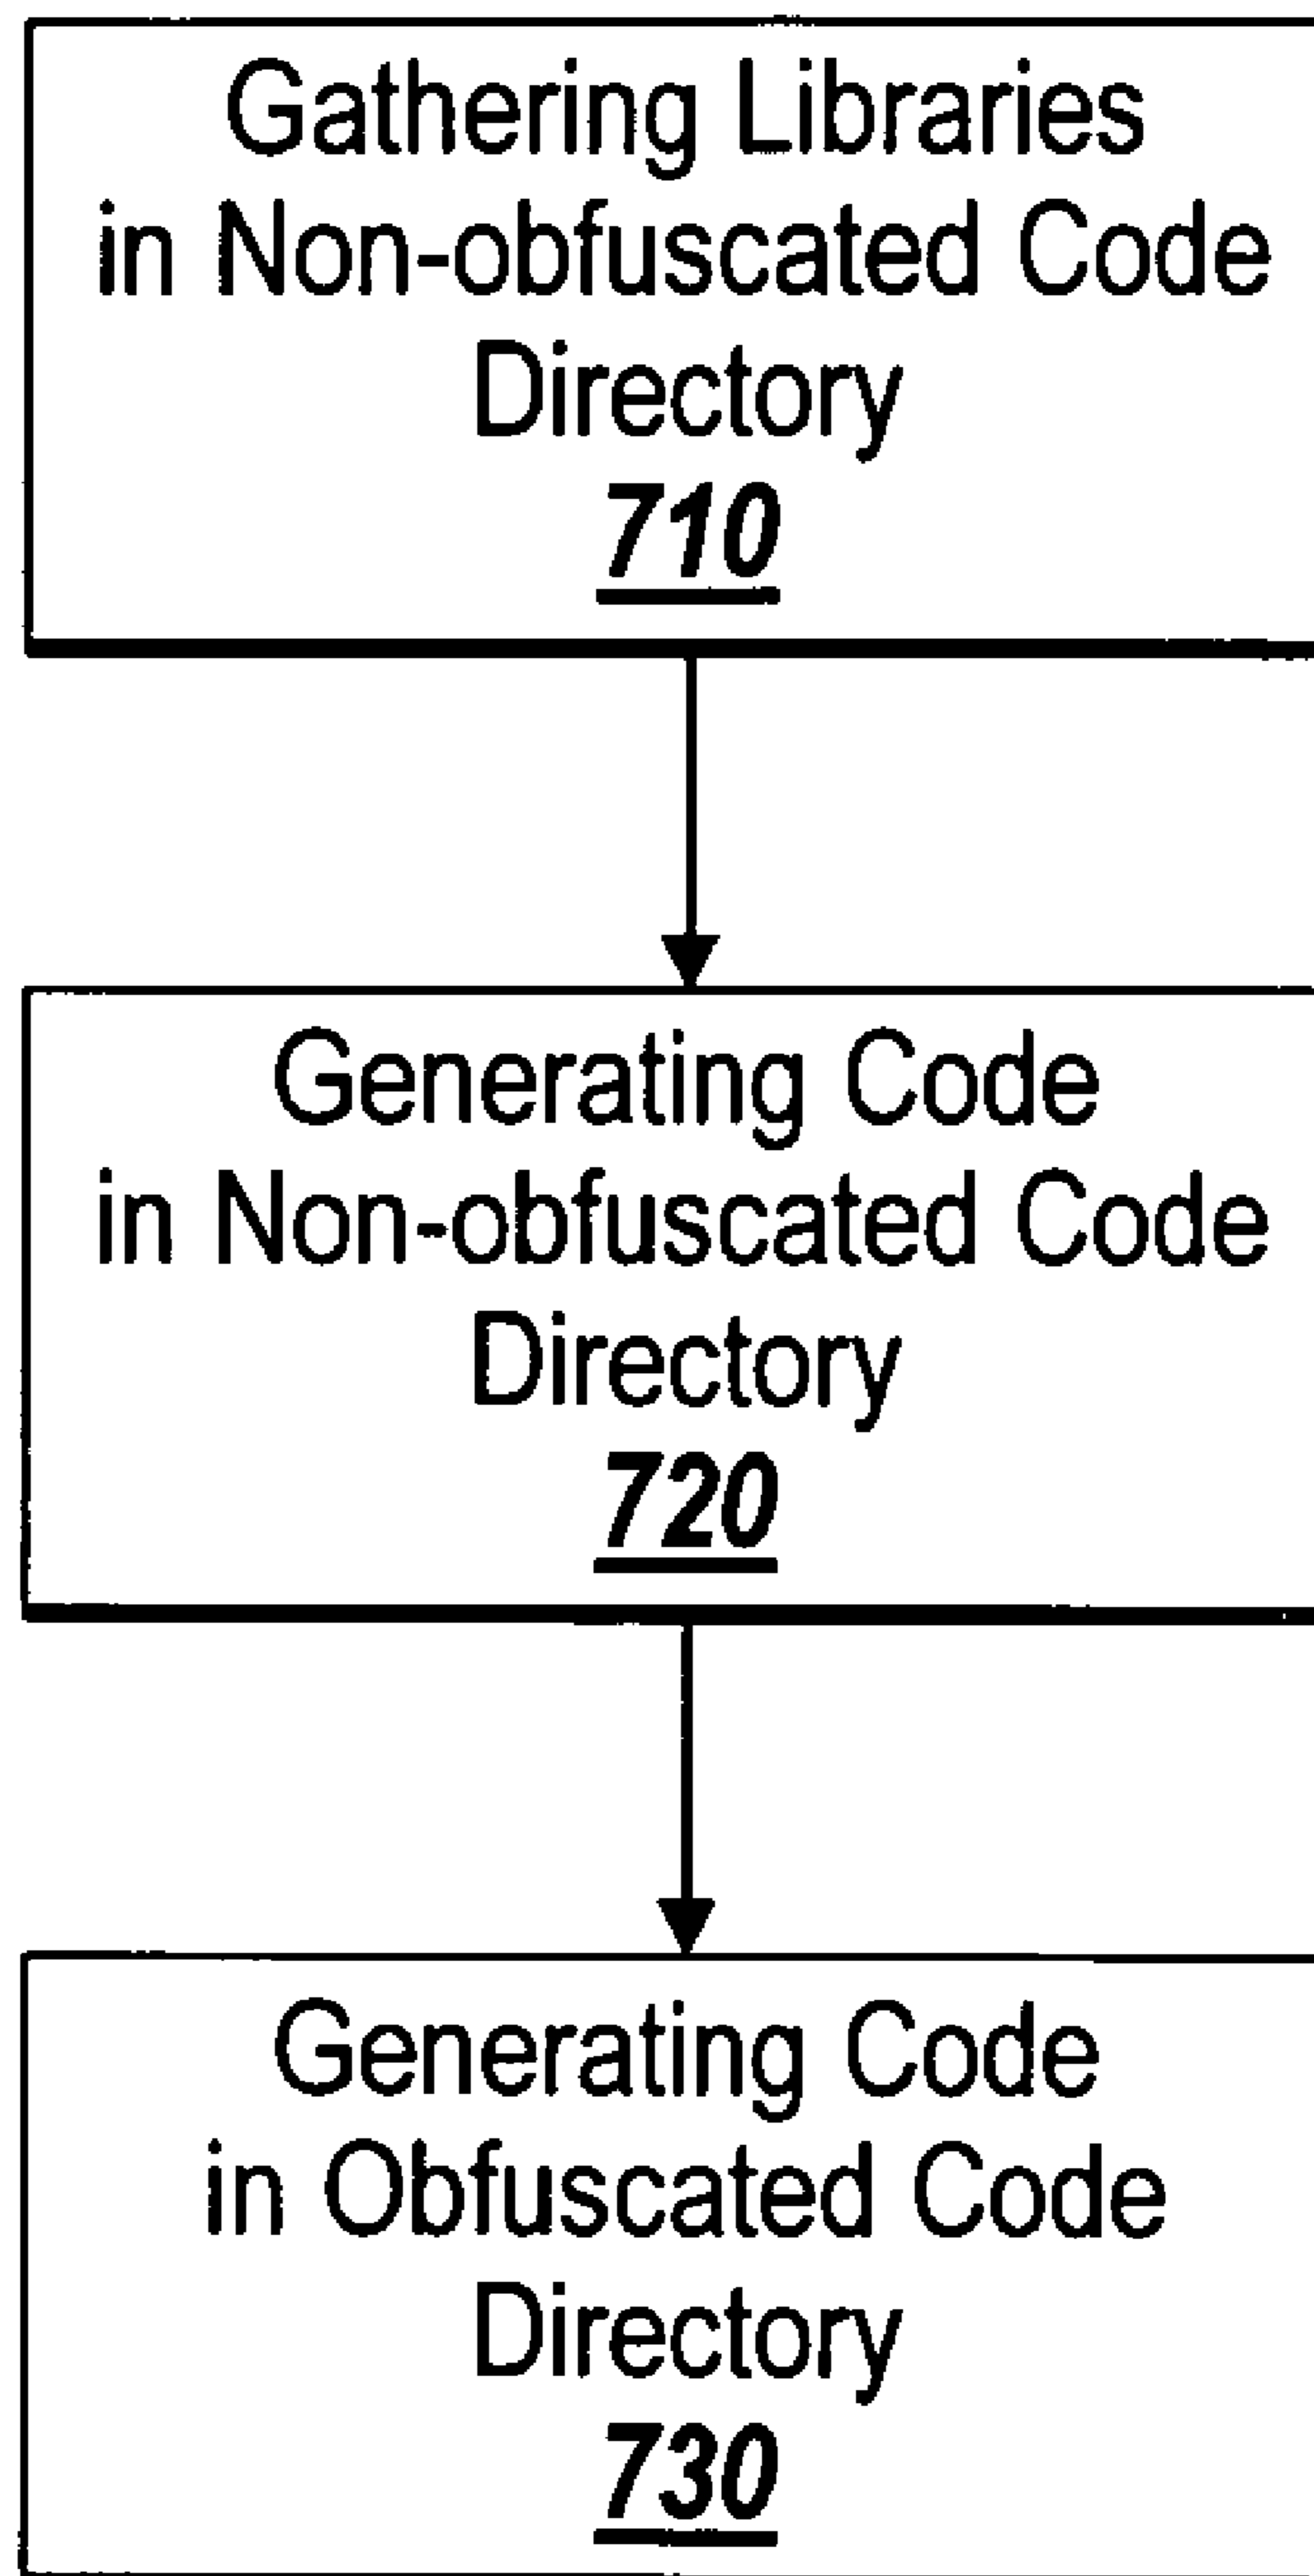 Gathering Libraries
in Non-obfuscated Code
Directory
710
Generating Code
in Non-obfuscated Code
Directory
720
Generating Code
in Obfuscated Code
Directory
730